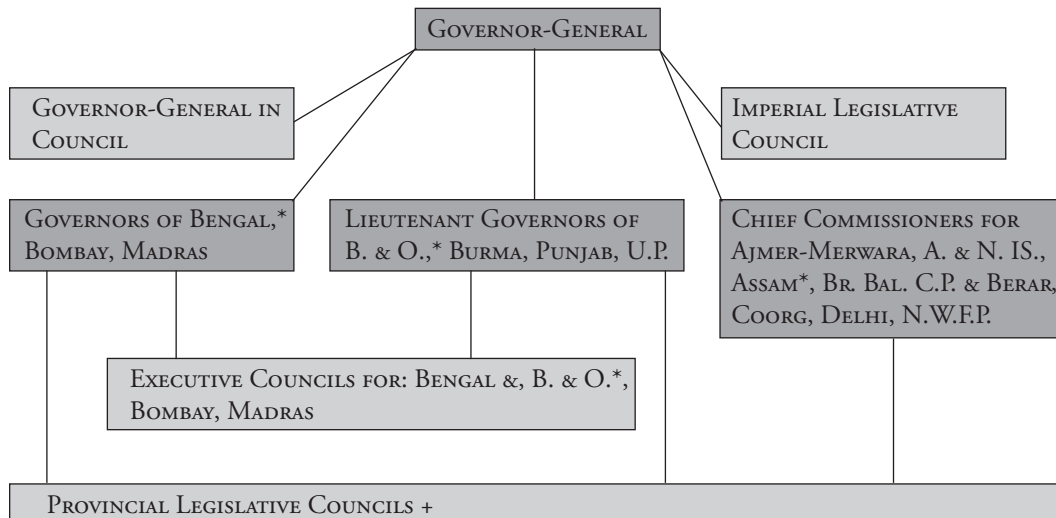 Governor-General
Governor-General in
Council
Imperial Legislative
Council
Governors of Bengal,*
Bombay, Madras
Lieutenant Governors of
B. & O.,* Burma, Punjab, U.P.
Chief Commissioners for
Ajmer-Merwara, A. & N. IS.,
Assam*, Br. Bal. C.P. & Berar,
Coorg, Delhi, N.W.F.P.
Executive Councils for: Bengal &, B. & O.*,
Bombay, Madras
Provincial Legislative Councils +